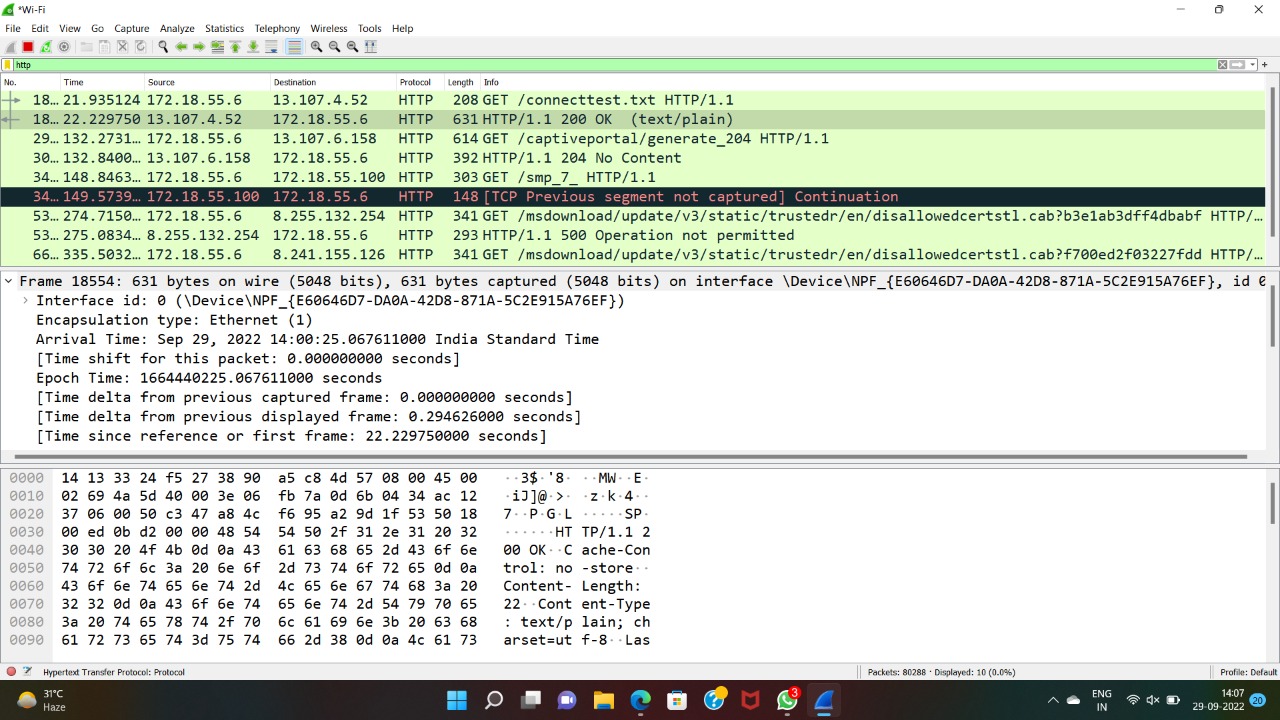 *Wi-Fi
File Edit View Go Capture Analyze Statistics Telephony Wireless Tools Help
http
No. Time Source Destination Protocol Length Info
18… 21.935124 172.18.55.6 13.107.4.52 HTTP 208 GET /connecttest.txt HTTP/1.1
18… 22.229750 13.107.4.52 172.18.55.6 HTTP 631 HTTP/1.1 200 OK (text/plain)
29… 132.2731… 172.18.55.6 13.107.6.158 HTTP 614 GET /captiveportal/generate_204 HTTP/1.1
30… 132.8400… 13.107.6.158 172.18.55.6 HTTP 392 HTTP/1.1 204 No Content
34… 148.8463… 172.18.55.6 172.18.55.100 HTTP 303 GET /smp_7_ HTTP/1.1
34… 149.5739… 172.18.55.100 172.18.55.6 HTTP 148 [TCP Previous segment not captured] Continuation
53… 274.7150… 172.18.55.6 8.255.132.254 HTTP 341 GET /msdownload/update/v3/static/trustedr/en/disallowedcertstl.cab?b3e1ab3dff4dbabf HTTP/…
53… 275.0834… 8.255.132.254 172.18.55.6 HTTP 293 HTTP/1.1 500 Operation not permitted
66… 335.5032… 172.18.55.6 8.241.155.126 HTTP 341 GET /msdownload/update/v3/static/trustedr/en/disallowedcertstl.cab?f700ed2f03227fdd HTTP/…
Frame 18554: 631 bytes on wire (5048 bits), 631 bytes captured (5048 bits) on interface \Device\NPF_{E60646D7-DA0A-42D8-871A-5C2E915A76EF}, id 0
Interface id: 0 (\Device\NPF_{E60646D7-DA0A-42D8-871A-5C2E915A76EF})
Encapsulation type: Ethernet (1)
Arrival Time: Sep 29, 2022 14:00:25.067611000 India Standard Time
[Time shift for this packet: 0.000000000 seconds]
Epoch Time: 1664440225.067611000 seconds
[Time delta from previous captured frame: 0.000000000 seconds]
[Time delta from previous displayed frame: 0.294626000 seconds]
[Time since reference or first frame: 22.229750000 seconds]
0000 14 13 33 24 f5 27 38 90 a5 c8 4d 57 08 00 45 00 ··3$·'8· ··MW··E·
0010 02 69 4a 5d 40 00 3e 06 fb 7a 0d 6b 04 34 ac 12 ·iJ]@·>· ·z·k·4··
0020 37 06 00 50 c3 47 a8 4c f6 95 a2 9d 1f 53 50 18 7··P·G·L ·····SP·
0030 00 ed 0b d2 00 00 48 54 54 50 2f 31 2e 31 20 32 ······HT TP/1.1 2
0040 30 30 20 4f 4b 0d 0a 43 61 63 68 65 2d 43 6f 6e 00 OK··C ache-Con
0050 74 72 6f 6c 3a 20 6e 6f 2d 73 74 6f 72 65 0d 0a trol: no -store··
0060 43 6f 6e 74 65 6e 74 2d 4c 65 6e 67 74 68 3a 20 Content- Length:
0070 32 32 0d 0a 43 6f 6e 74 65 6e 74 2d 54 79 70 65 22··Cont ent-Type
0080 3a 20 74 65 78 74 2f 70 6c 61 69 6e 3b 20 63 68 : text/p lain; ch
0090 61 72 73 65 74 3d 75 74 66 2d 38 0d 0a 4c 61 73 arset=ut f-8··Las
Hypertext Transfer Protocol: Protocol Packets: 80288 · Displayed: 10 (0.0%) Profile: Default
31°C
Haze
3
ENG
IN
14:07
29-09-2022
20